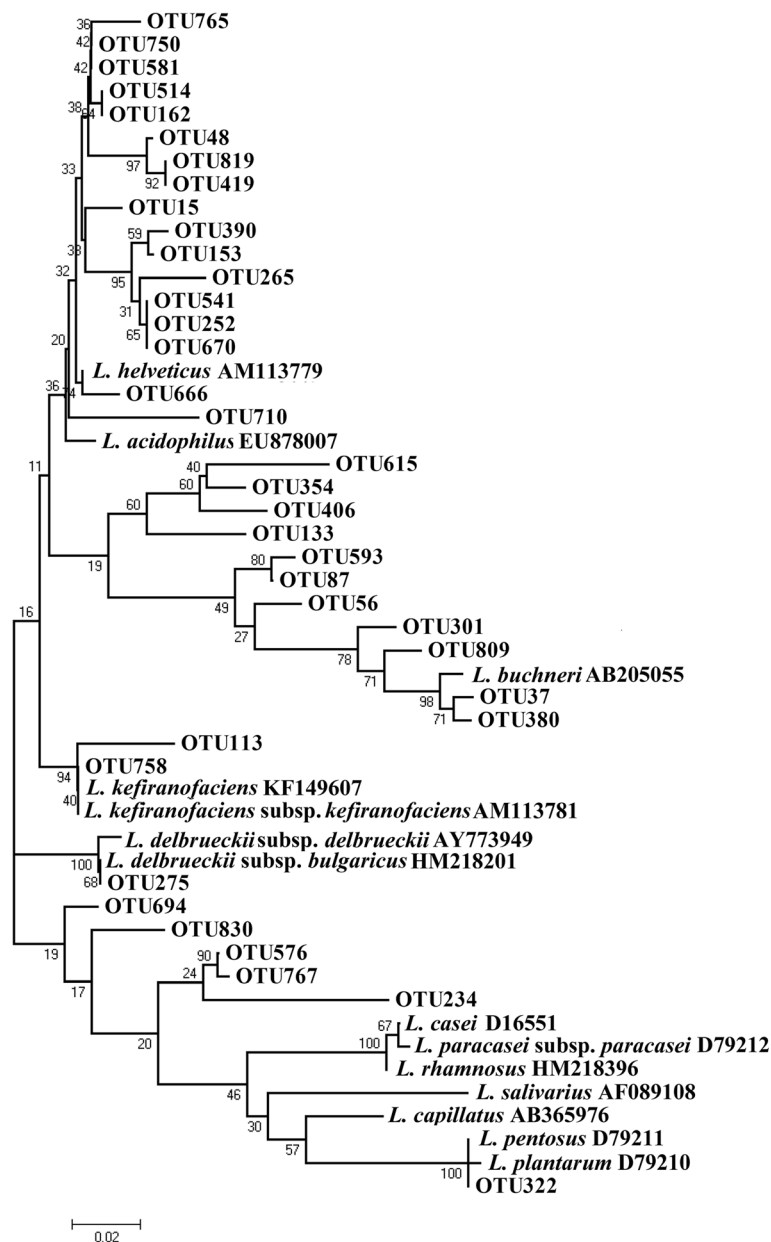 36 OTU765
42 OTU750
42 OTU581
OTU514
38 64 OTU162
OTU48
97 OTU819
33 92 OTU419
OTU15
59 OTU390
38 OTU153
32 95 OTU265
31 OTU541
OTU252
65 OTU670
20
L. helveticus AM113779
36 74 OTU666
OTU710
L. acidophilus EU878007
11 40 OTU615
60 OTU354
60 OTU406
OTU133
19 80 OTU593
OTU87
49 OTU56
16 27 OTU301
78 OTU809
71 L. buchneri AB205055
98 OTU37
71 OTU380
OTU113
94 OTU758
L. kefiranofaciens KF149607
40 L. kefiranofaciens subsp. kefiranofaciens AM113781
L. delbrueckii subsp. delbrueckii AY773949
100 L. delbrueckii subsp. bulgaricus HM218201
68 OTU275
OTU694
19 OTU830
90 OTU576
17 24 OTU767
OTU234
20 67 L. casei D16551
100 L. paracasei subsp. paracasei D79212
L. rhamnosus HM218396
46 L. salivarius AF089108
30 L. capillatus AB365976
57 L. pentosus D79211
100 L. plantarum D79210
OTU322
0.02